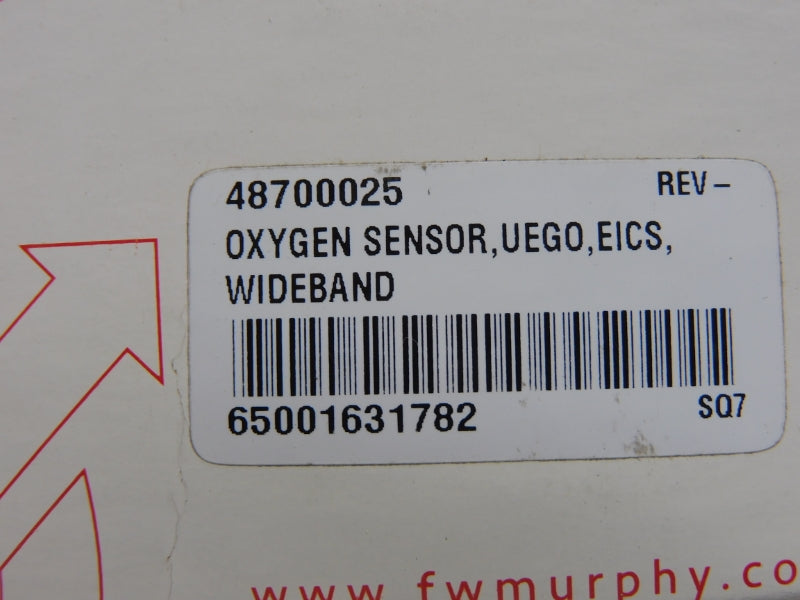 48700025 REV –
OXYGEN SENSOR,UEGO,EICS,
WIDEBAND
65001631782 SQ7
www.fwmurphy.co